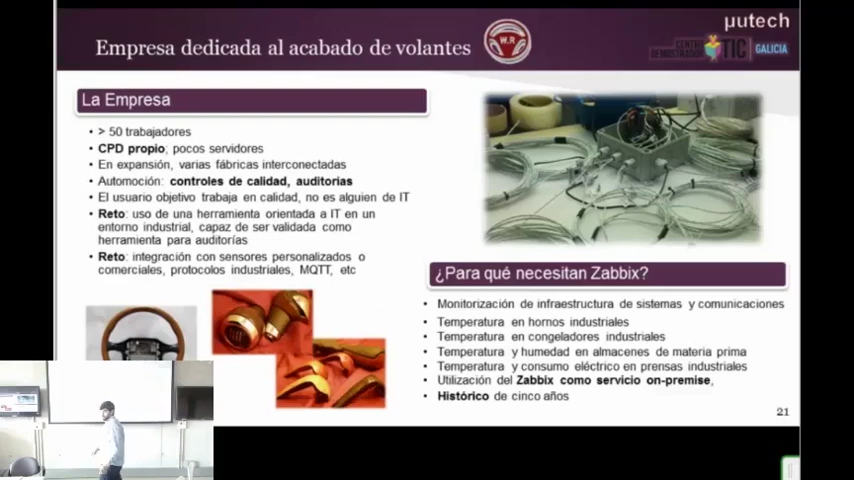 Empresa dedicada al acabado de volantes
W.R
µutech
CENTRO DEMOSTRADOR TIC GALICIA
La Empresa
• > 50 trabajadores
• CPD propio; pocos servidores
• En expansión, varias fábricas interconectadas
• Automoción: controles de calidad, auditorias
• El usuario objetivo trabaja en calidad, no es alguien de IT
• Reto: uso de una herramienta orientada a IT en un
entorno industrial, capaz de ser validada como
herramienta para auditorías
• Reto: integración con sensores personalizados o
comerciales, protocolos industriales, MQTT, etc
¿Para qué necesitan Zabbix?
• Monitorización de infraestructura de sistemas y comunicaciones
• Temperatura en hornos industriales
• Temperatura en congeladores industriales
• Temperatura y humedad en almacenes de materia prima
• Temperatura y consumo eléctrico en prensas industriales
• Utilización del Zabbix como servicio on-premise,
• Histórico de cinco años
21